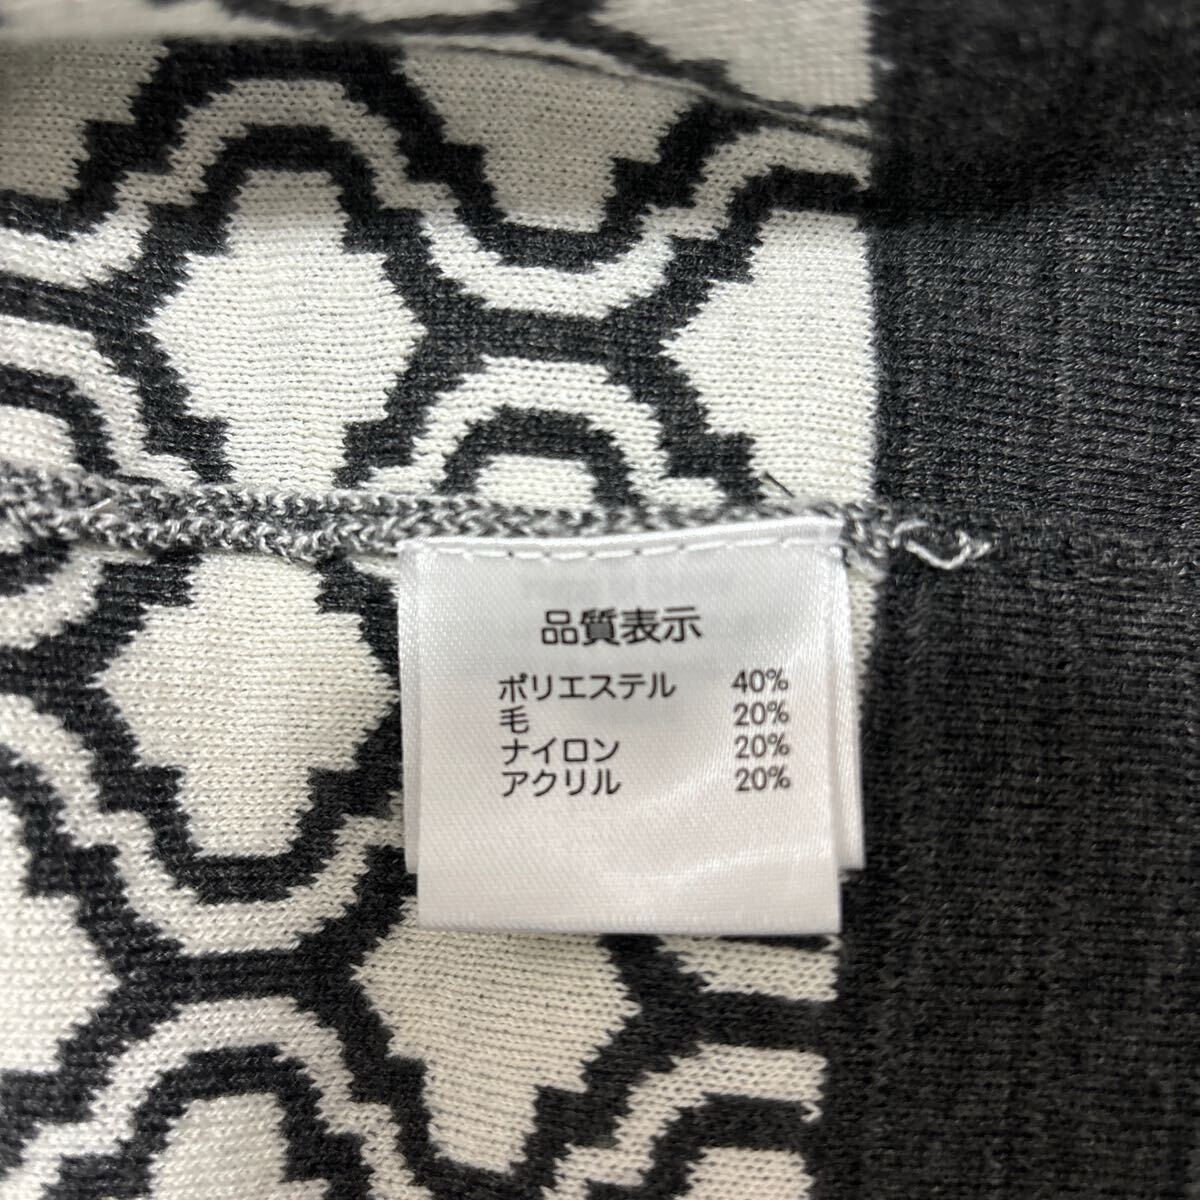 品質表示
ポリエステル 40%
毛 20%
ナイロン 20%
アクリル 20%